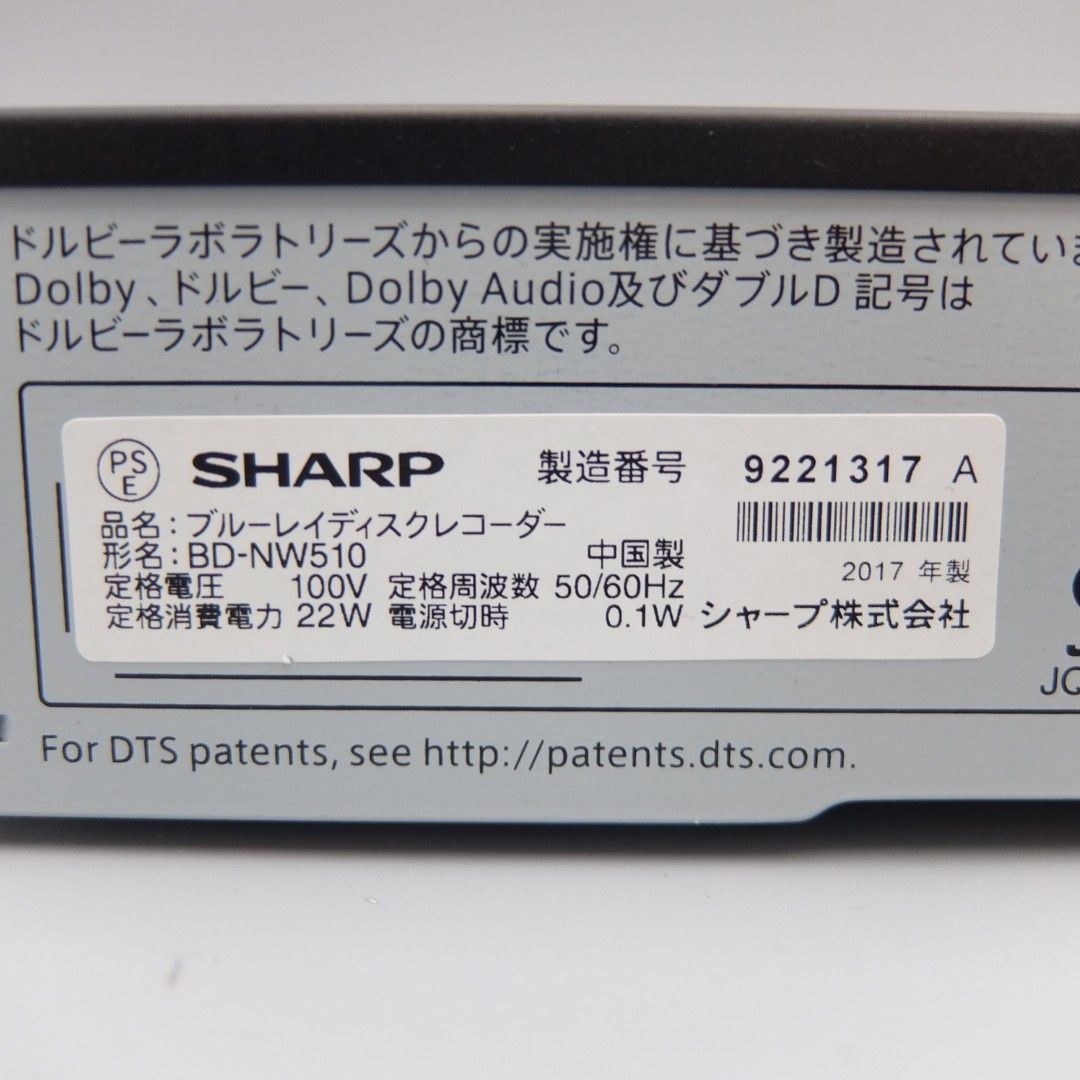 ドルビーラボラトリーズからの実施権に基づき製造されていま
Dolby、ドルビー、Dolby Audio及びダブルD 記号は
ドルビーラボラトリーズの商標です。
PS
E
SHARP 製造番号 9221317 A
品名：ブルーレイディスクレコーダー
形名：BD-NW510 中国製
2017 年製
定格電圧 100V 定格周波数 50/60Hz
定格消費電力 22W 電源切時 0.1W シャープ株式会社
JQ
For DTS patents, see http://patents.dts.com.